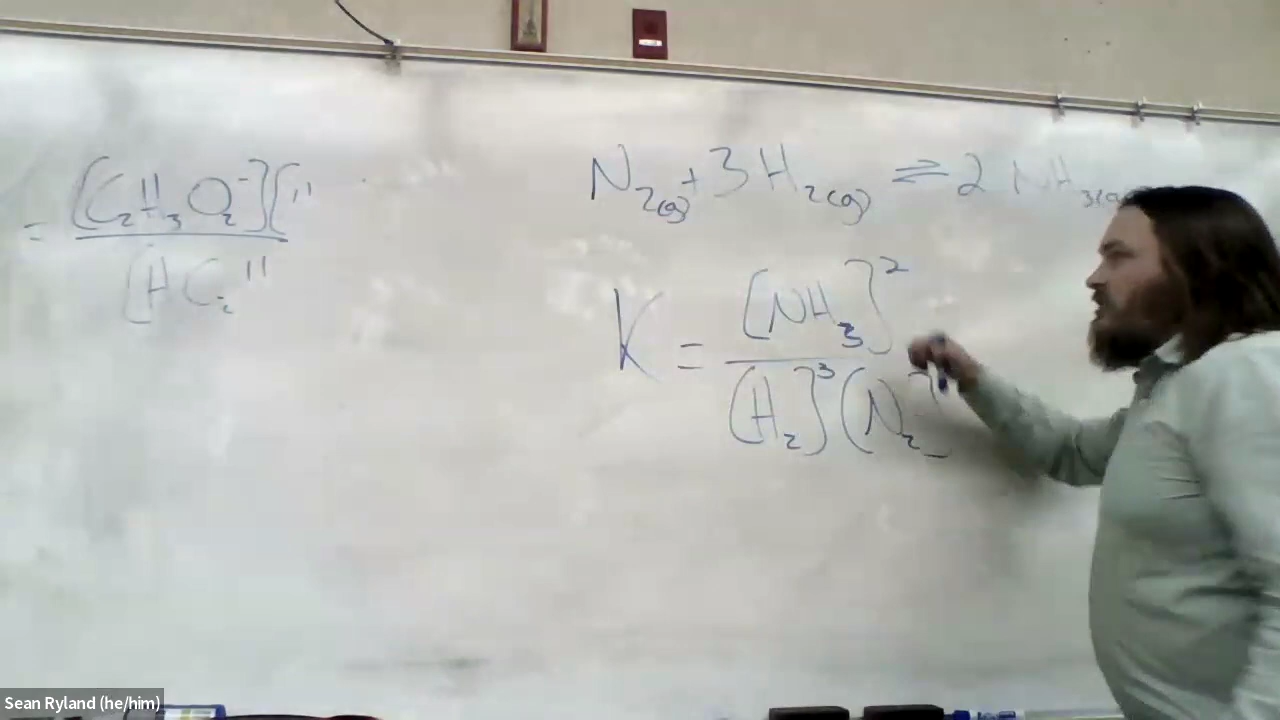 N₂(g) + 3 H₂(g) ⇌ 2 NH₃(g
= [C₂H₃O₂⁻]["
[HC₂"
K = [NH₃]²
[H₂]³ [N₂]
Sean Ryland (he/him)